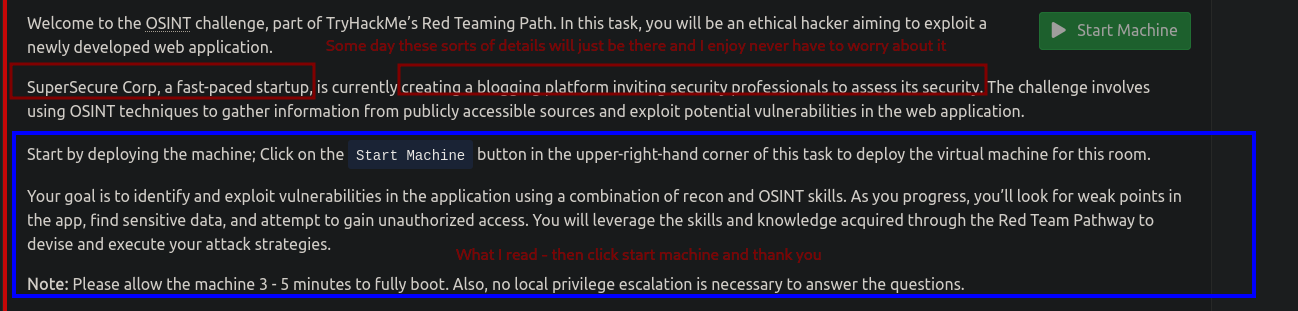 Welcome to the OSINT challenge, part of TryHackMe’s Red Teaming Path. In this task, you will be an ethical hacker aiming to exploit a
newly developed web application.
Some day these sorts of details will just be there and I enjoy never have to worry about it
Start Machine
SuperSecure Corp, a fast-paced startup, is currently creating a blogging platform inviting security professionals to assess its security. The challenge involves
using OSINT techniques to gather information from publicly accessible sources and exploit potential vulnerabilities in the web application.
Start by deploying the machine; Click on the Start Machine button in the upper-right-hand corner of this task to deploy the virtual machine for this room.
Your goal is to identify and exploit vulnerabilities in the application using a combination of recon and OSINT skills. As you progress, you’ll look for weak points in
the app, find sensitive data, and attempt to gain unauthorized access. You will leverage the skills and knowledge acquired through the Red Team Pathway to
devise and execute your attack strategies.
What I read - then click start machine and thank you
Note: Please allow the machine 3 - 5 minutes to fully boot. Also, no local privilege escalation is necessary to answer the questions.